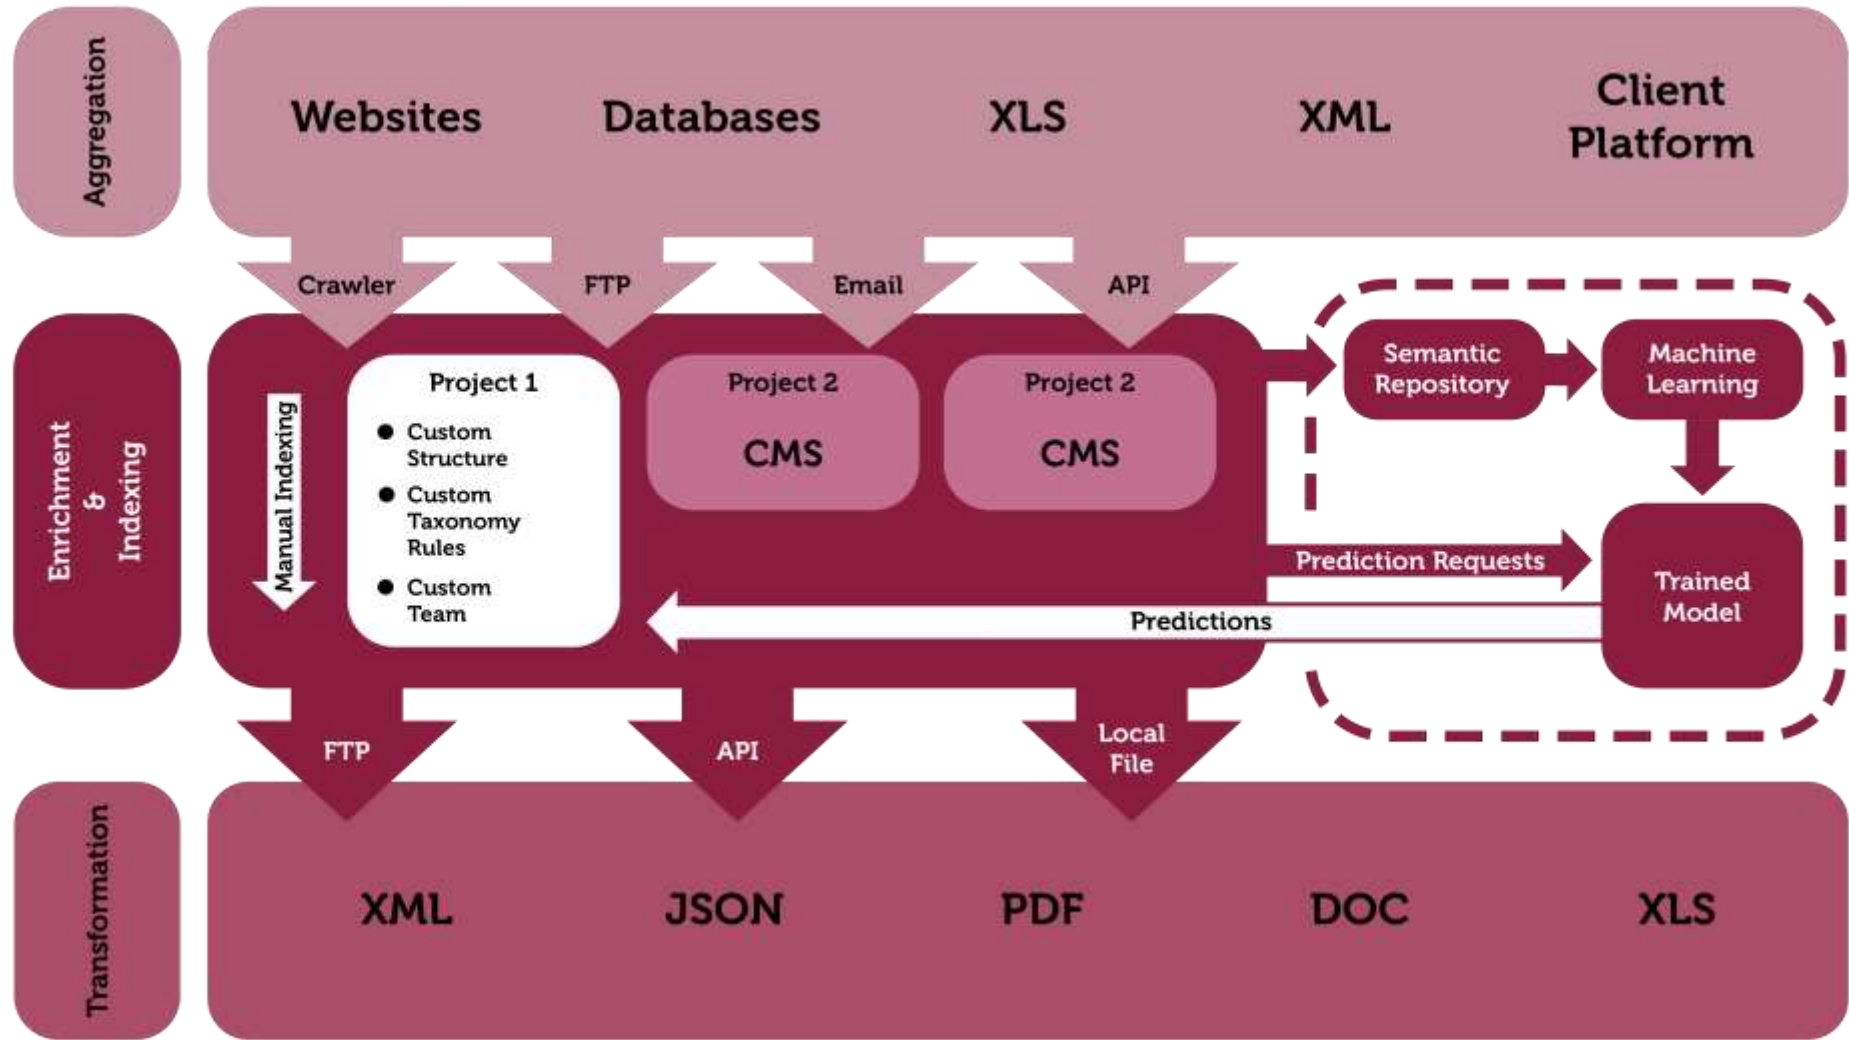 Aggregation
Websites
Databases
XLS
XML
Client
Platform
Crawler
FTP
Email
API
Enrichment
&
Indexing
Manual Indexing
Project 1
● Custom
Structure
● Custom
Taxonomy
Rules
● Custom
Team
Project 2
CMS
Project 2
CMS
Semantic
Repository
Machine
Learning
Prediction Requests
Predictions
Trained
Model
FTP
API
Local
File
Transformation
XML
JSON
PDF
DOC
XLS